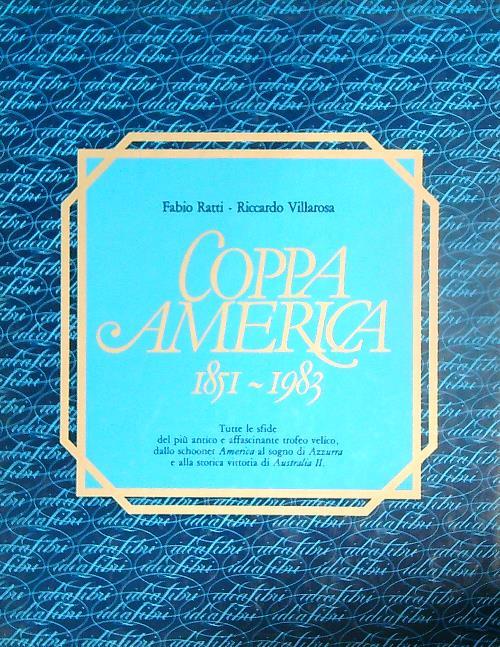 Fabio Ratti - Riccardo Villarosa
COPPA
AMERICA
1851 ~ 1983
Tutte le sfide
del più antico e affascinante trofeo velico,
dallo schooner America al sogno di Azzurra
e alla storica vittoria di Australia II.
idealibri